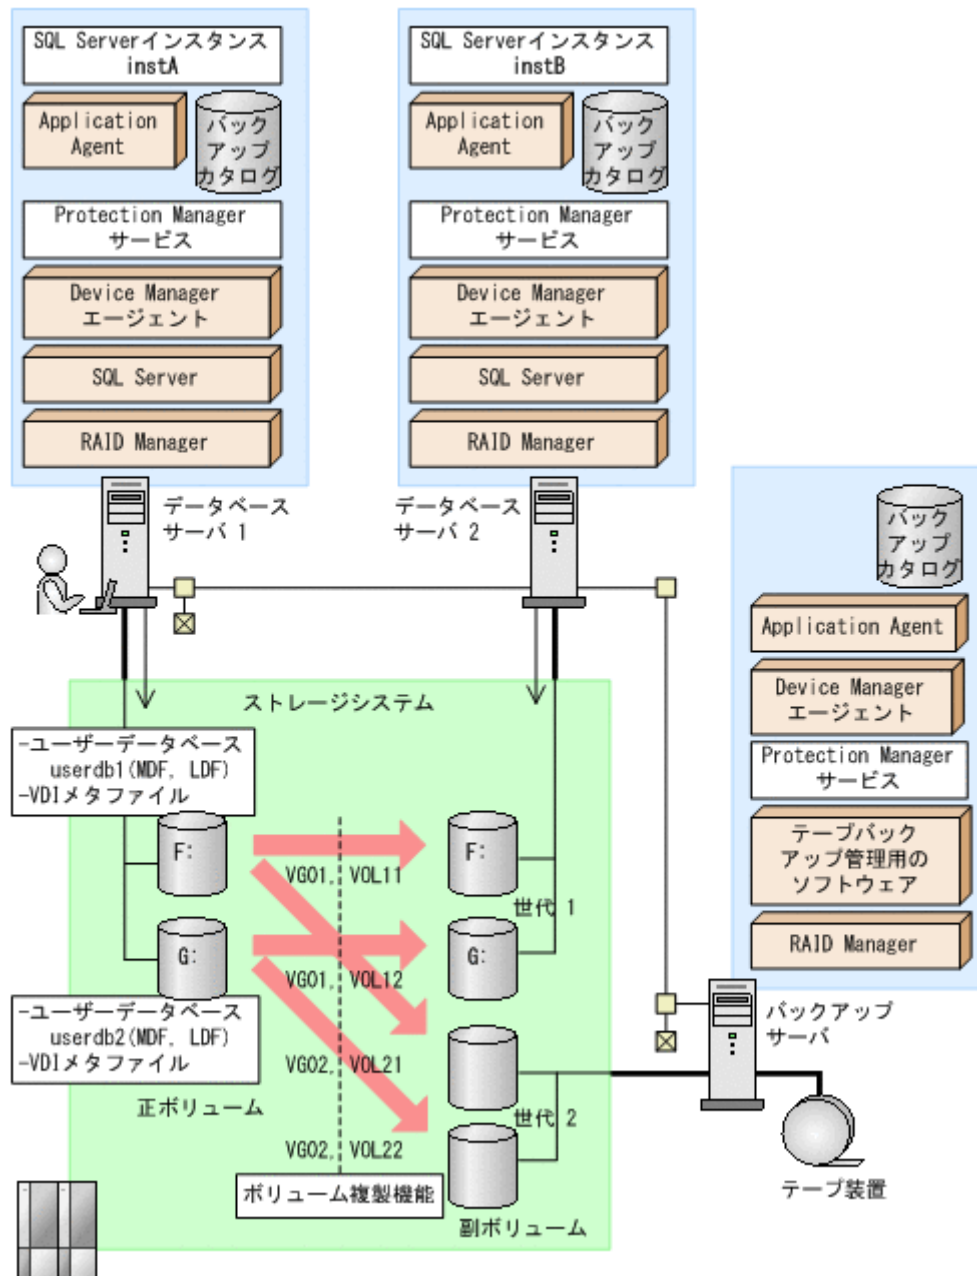 SQL Serverインスタンス
instA
Application
Agent
バック
アップ
カタログ
Protection Manager
サービス
Device Manager
エージェント
SQL Server
RAID Manager
データベース
サーバ 1
SQL Serverインスタンス
instB
Application
Agent
バック
アップ
カタログ
Protection Manager
サービス
Device Manager
エージェント
SQL Server
RAID Manager
データベース
サーバ 2
バック
アップ
カタログ
Application Agent
Device Manager
エージェント
Protection Manager
サービス
テープバック
アップ管理用の
ソフトウェア
RAID Manager
バックアップ
サーバ
テープ装置
ストレージシステム
-ユーザーデータベース
userdb1(MDF, LDF)
-VDIメタファイル
F:
F:
VG01, VOL11
世代 1
G:
G:
VG01, VOL12
-ユーザーデータベース
userdb2(MDF, LDF)
-VDIメタファイル
VG02, VOL21
正ボリューム
世代 2
VG02, VOL22
ボリューム複製機能
副ボリューム